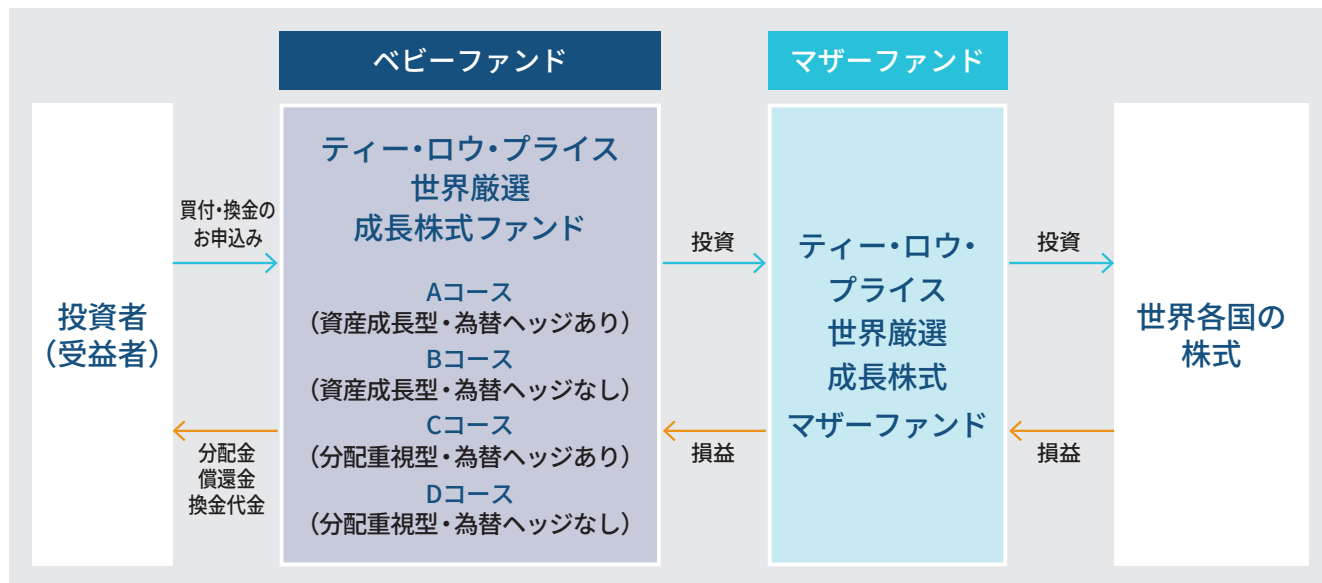 ベビーファンド
マザーファンド
投資者
（受益者）
買付・換金の
お申込み
分配金
償還金
換金代金
ティー・ロウ・プライス
世界厳選
成長株式ファンド
Aコース
（資産成長型・為替ヘッジあり）
Bコース
（資産成長型・為替ヘッジなし）
Cコース
（分配重視型・為替ヘッジあり）
Dコース
（分配重視型・為替ヘッジなし）
投資
損益
ティー・ロウ・
プライス
世界厳選
成長株式
マザーファンド
投資
損益
世界各国の
株式